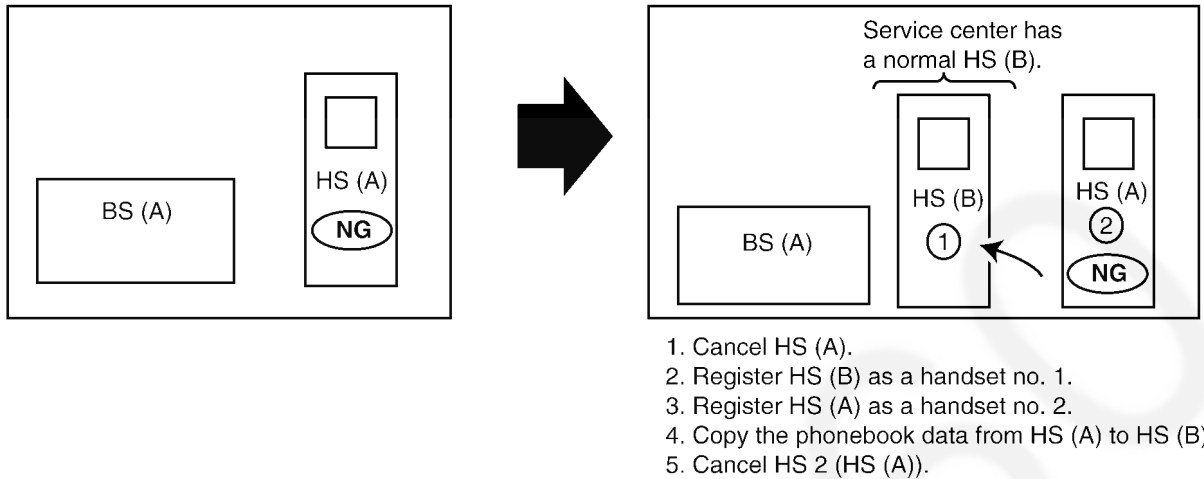 BS (A)
HS (A)
NG
Service center has
a normal HS (B).
BS (A)
HS (B)
1
HS (A)
2
NG
1. Cancel HS (A).
2. Register HS (B) as a handset no. 1.
3. Register HS (A) as a handset no. 2.
4. Copy the phonebook data from HS (A) to HS (B)
5. Cancel HS 2 (HS (A)).